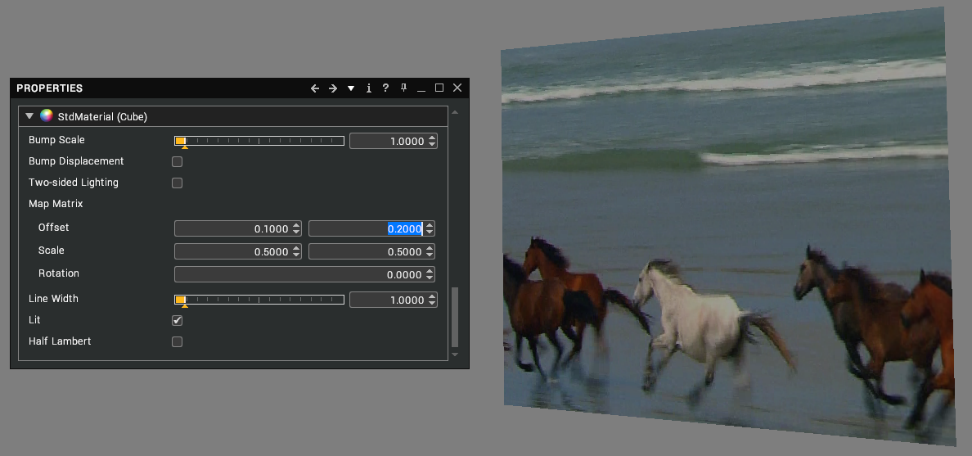 PROPERTIES
StdMaterial (Cube)
Bump Scale 1.0000
Bump Displacement
Two-sided Lighting
Map Matrix
Offset 0.1000 0.2000
Scale 0.5000 0.5000
Rotation 0.0000
Line Width 1.0000
Lit
Half Lambert